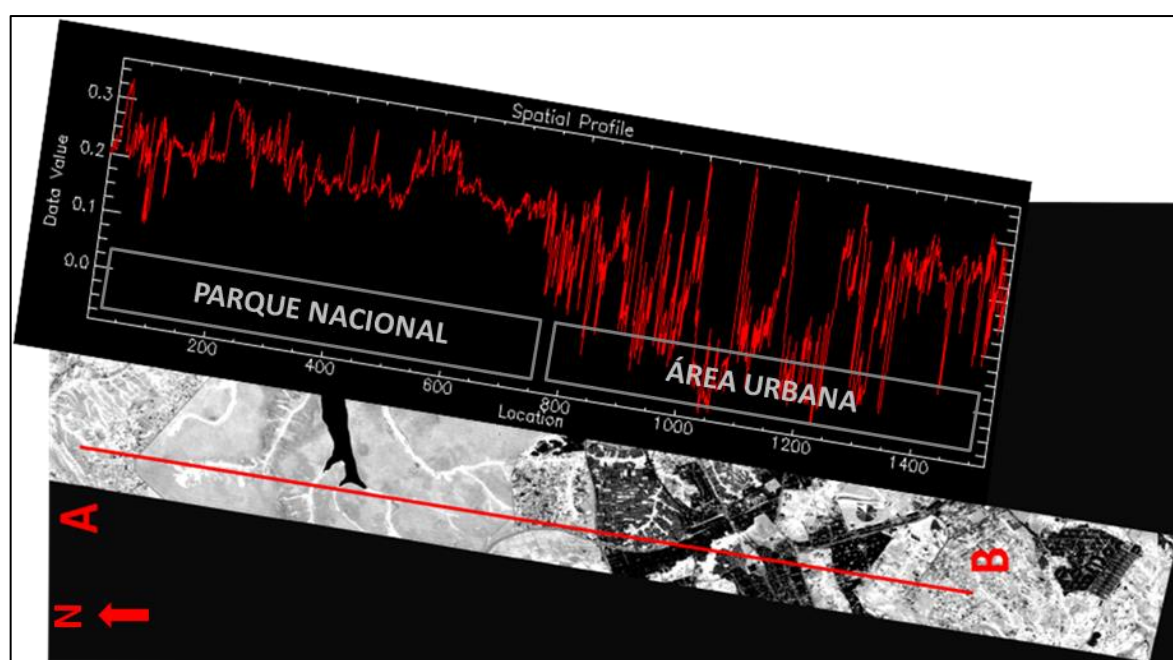 Spatial Profile
Data Value
0.3
0.2
0.1
0.0
PARQUE NACIONAL
ÁREA URBANA
200
400
600
800
1000
1200
1400
Location
A
B
N